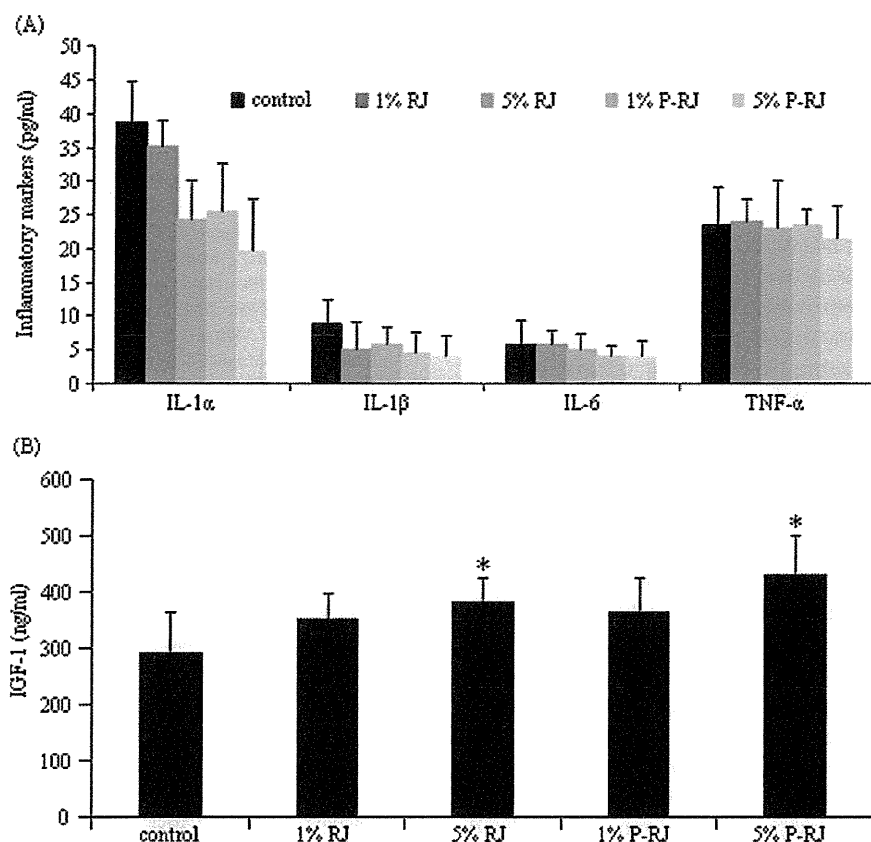 (A)
Inflammatory markers (pg/ml)
50
45
40
35
30
25
20
15
10
5
0
control 1% RJ 5% RJ 1% P-RJ 5% P-RJ
IL-1α IL-1β IL-6 TNF-α
(B)
IGF-1 (ng/ml)
600
500
400
300
200
100
0
* *
control 1% RJ 5% RJ 1% P-RJ 5% P-RJ